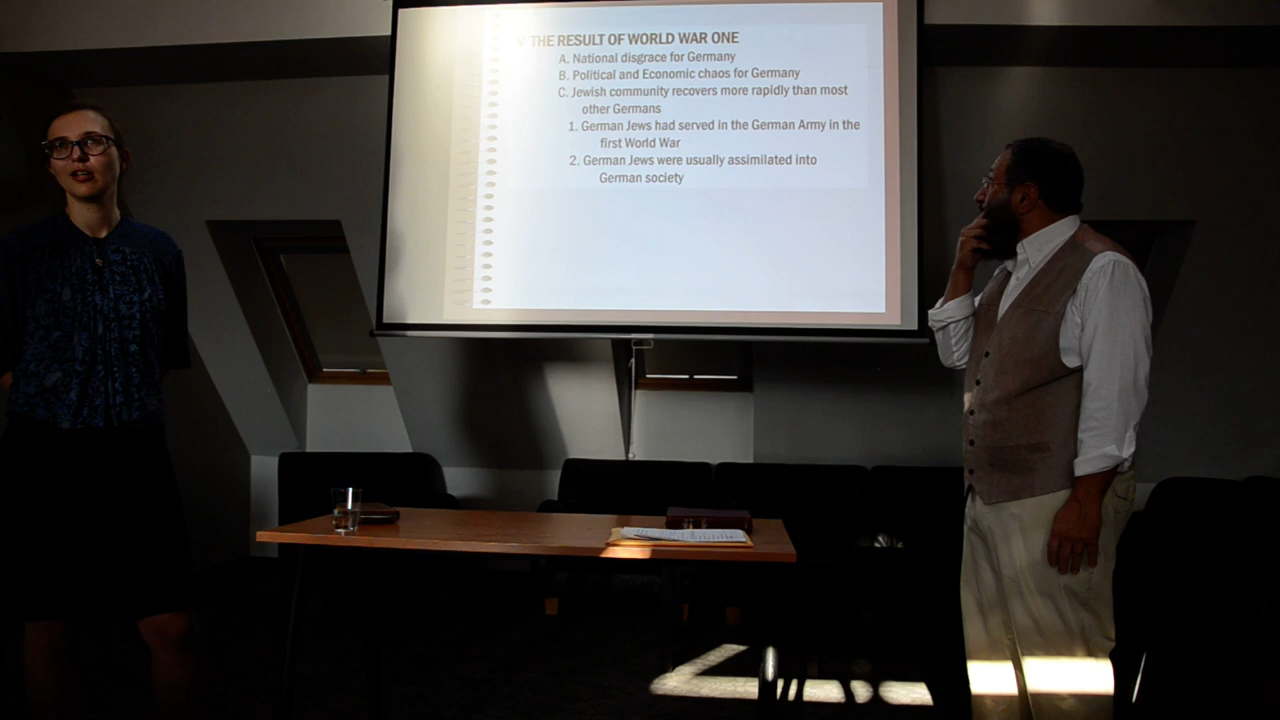 V THE RESULT OF WORLD WAR ONE
A. National disgrace for Germany
B. Political and Economic chaos for Germany
C. Jewish community recovers more rapidly than most
other Germans
1. German Jews had served in the German Army in the
first World War
2. German Jews were usually assimilated into
German society